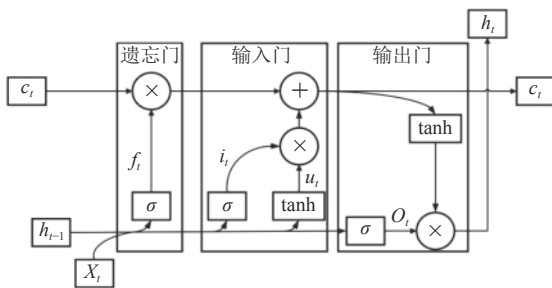 h_t
遗忘门 输入门 输出门
c_t × + c_t
tanh
f_t i_t × u_t
σ σ tanh
h_{t−1} σ O_t ×
X_t